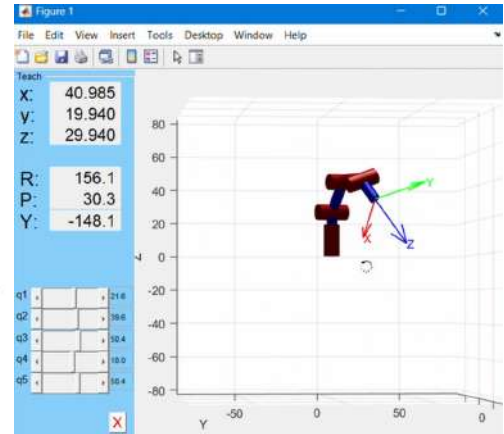 Figure 1
File Edit View Insert Tools Desktop Window Help
Teach
x: 40.985
y: 19.940
z: 29.940
R: 156.1
P: 30.3
Y: -148.1
q1 21.6
q2 39.6
q3 50.4
q4 18.0
q5 50.4
X
80
60
40
20
0
-20
-40
-60
-80
Z
Y
-50
0
50
0
X
Y
Z